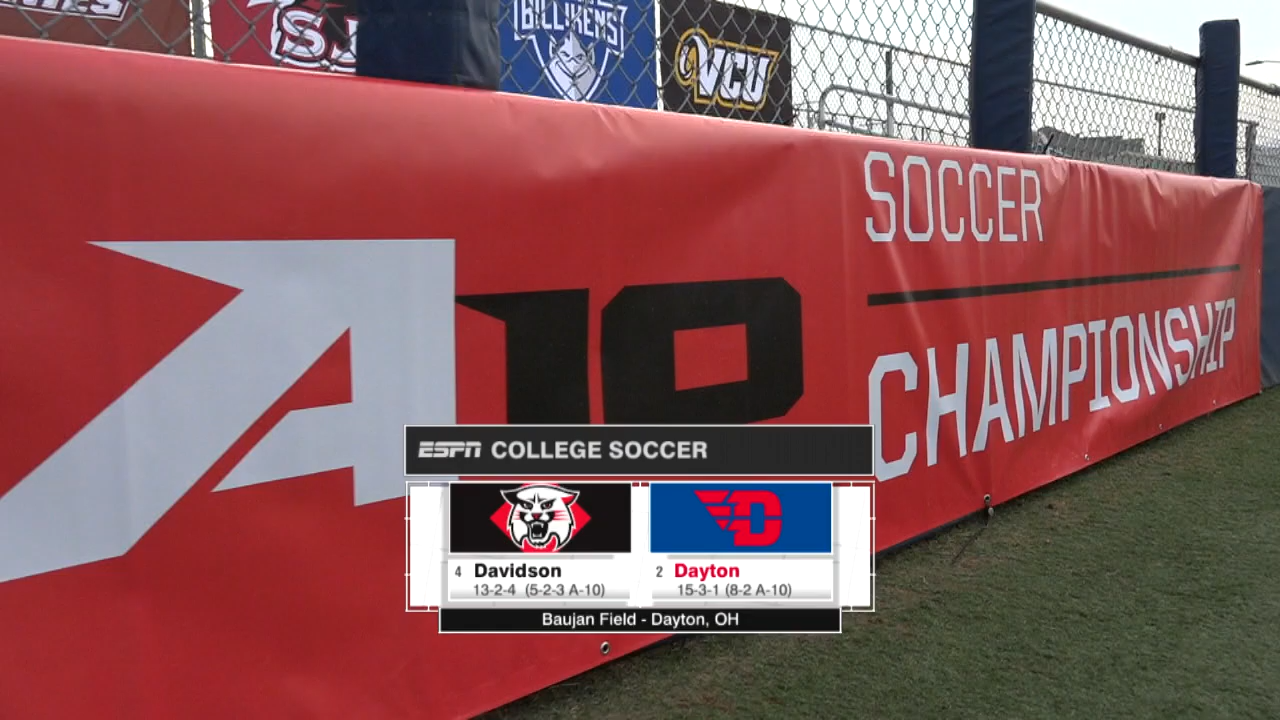 SJ
BILLIKENS
VCU
SOCCER
A10
CHAMPIONSHIP
ESPN COLLEGE SOCCER
4 Davidson
13-2-4 (5-2-3 A-10)
2 Dayton
15-3-1 (8-2 A-10)
Baujan Field - Dayton, OH